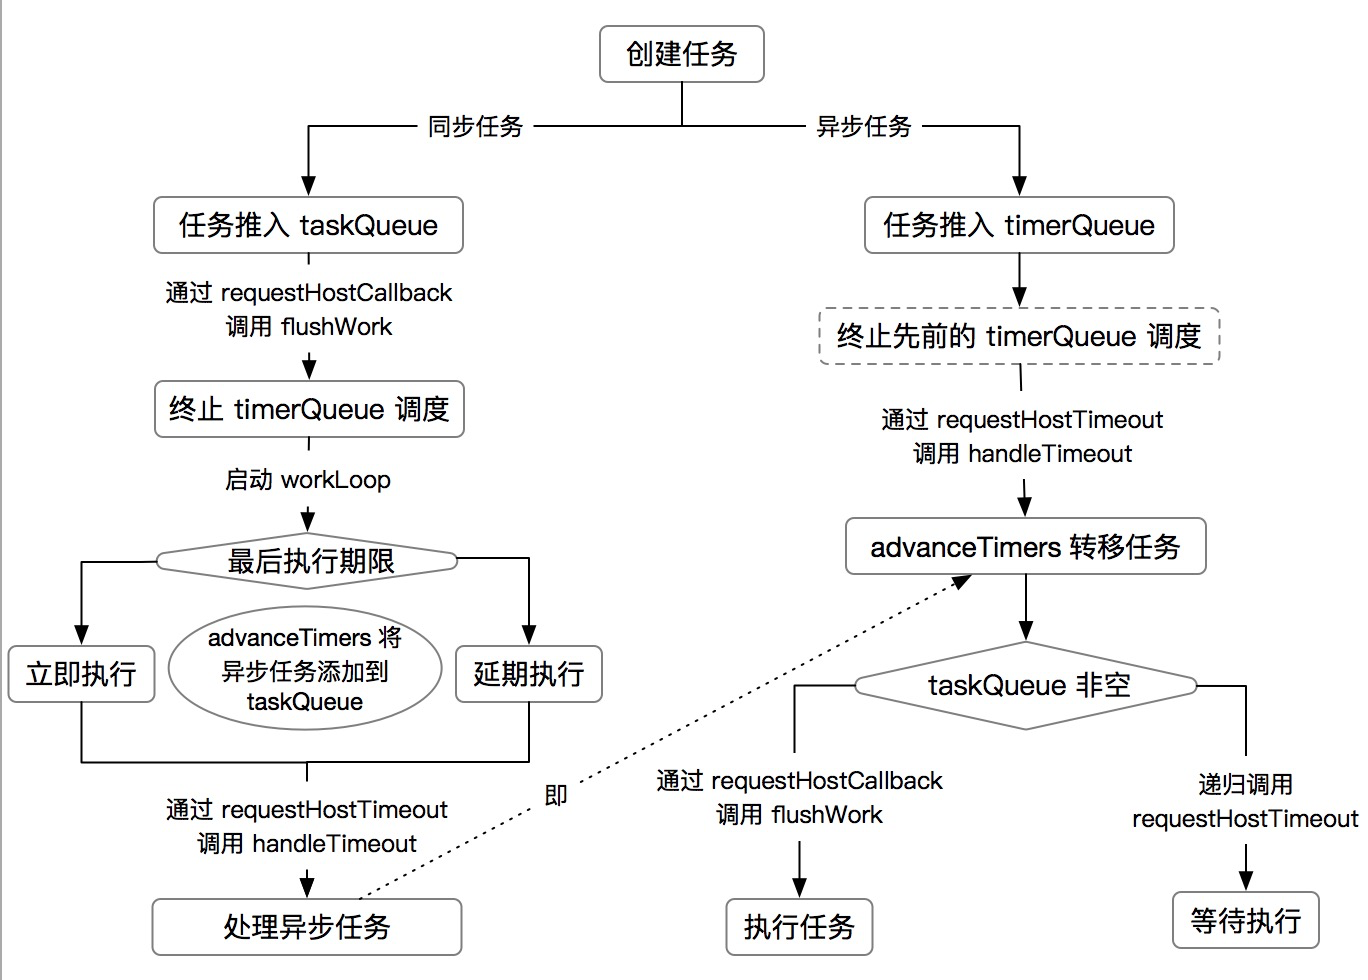 创建任务
同步任务
异步任务
任务推入 taskQueue
任务推入 timerQueue
通过 requestHostCallback
调用 flushWork
终止先前的 timerQueue 调度
终止 timerQueue 调度
通过 requestHostTimeout
调用 handleTimeout
启动 workLoop
最后执行期限
advanceTimers 转移任务
立即执行
advanceTimers 将
异步任务添加到
taskQueue
延期执行
taskQueue 非空
通过 requestHostTimeout
调用 handleTimeout
即
通过 requestHostCallback
调用 flushWork
递归调用
requestHostTimeout
处理异步任务
执行任务
等待执行